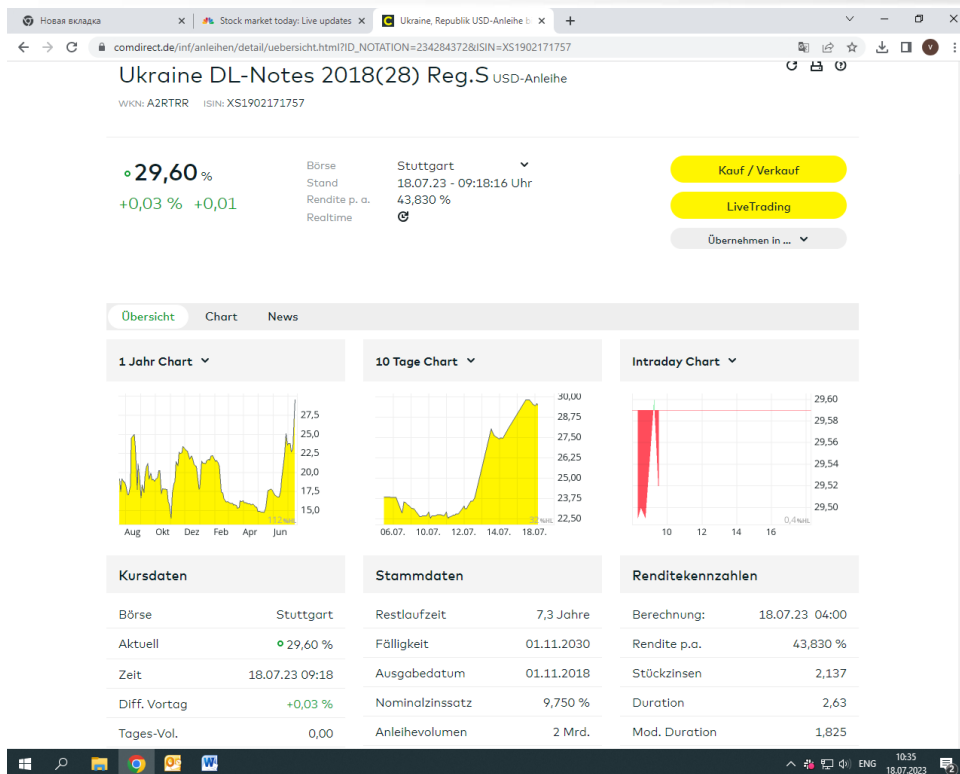 Новая вкладка
Stock market today: Live updates
Ukraine, Republik USD-Anleihe b
comdirect.de/inf/anleihen/detail/uebersicht.html?ID_NOTATION=234284372&ISIN=XS1902171757
Ukraine DL-Notes 2018(28) Reg.S USD-Anleihe
WKN: A2RTRR ISIN: XS1902171757
29,60 %
+0,03 % +0,01
Börse Stuttgart
Stand 18.07.23 - 09:18:16 Uhr
Rendite p. a. 43,830 %
Realtime
Kauf / Verkauf
LiveTrading
Übernehmen in ...
Übersicht Chart News
1 Jahr Chart
27,5
25,0
22,5
20,0
17,5
15,0
Aug Okt Dez Feb Apr Jun
10 Tage Chart
30,00
28,75
27,50
26,25
25,00
23,75
22,50
06.07. 10.07. 12.07. 14.07. 18.07.
Intraday Chart
29,60
29,58
29,56
29,54
29,52
29,50
0,4%HL
10 12 14 16
Kursdaten
Börse Stuttgart
Aktuell 29,60 %
Zeit 18.07.23 09:18
Diff. Vortag +0,03 %
Tages-Vol. 0,00
Stammdaten
Restlaufzeit 7,3 Jahre
Fälligkeit 01.11.2030
Ausgabedatum 01.11.2018
Nominalzinssatz 9,750 %
Anleihevolumen 2 Mrd.
Renditekennzahlen
Berechnung: 18.07.23 04:00
Rendite p.a. 43,830 %
Stückzinsen 2,137
Duration 2,63
Mod. Duration 1,825
ENG
10:35
18.07.2023